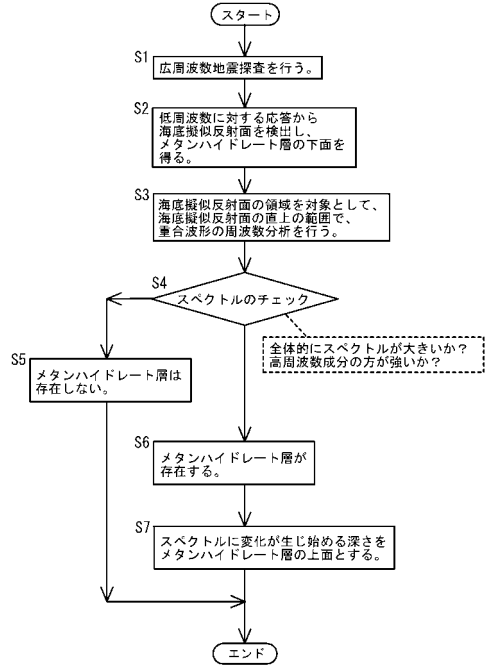 スタート
S1
広周波数地震探査を行う。
S2
低周波数に対する応答から
海底擬似反射面を検出し、
メタンハイドレート層の下面を
得る。
S3
海底擬似反射面の領域を対象として、
海底擬似反射面の直上の範囲で、
重合波形の周波数分析を行う。
S4
スペクトルのチェック
全体的にスペクトルが大きいか?
高周波数成分の方が強いか?
S5
メタンハイドレート層は
存在しない。
S6
メタンハイドレート層が
存在する。
S7
スペクトルに変化が生じ始める深さを
メタンハイドレート層の上面とする。
エンド